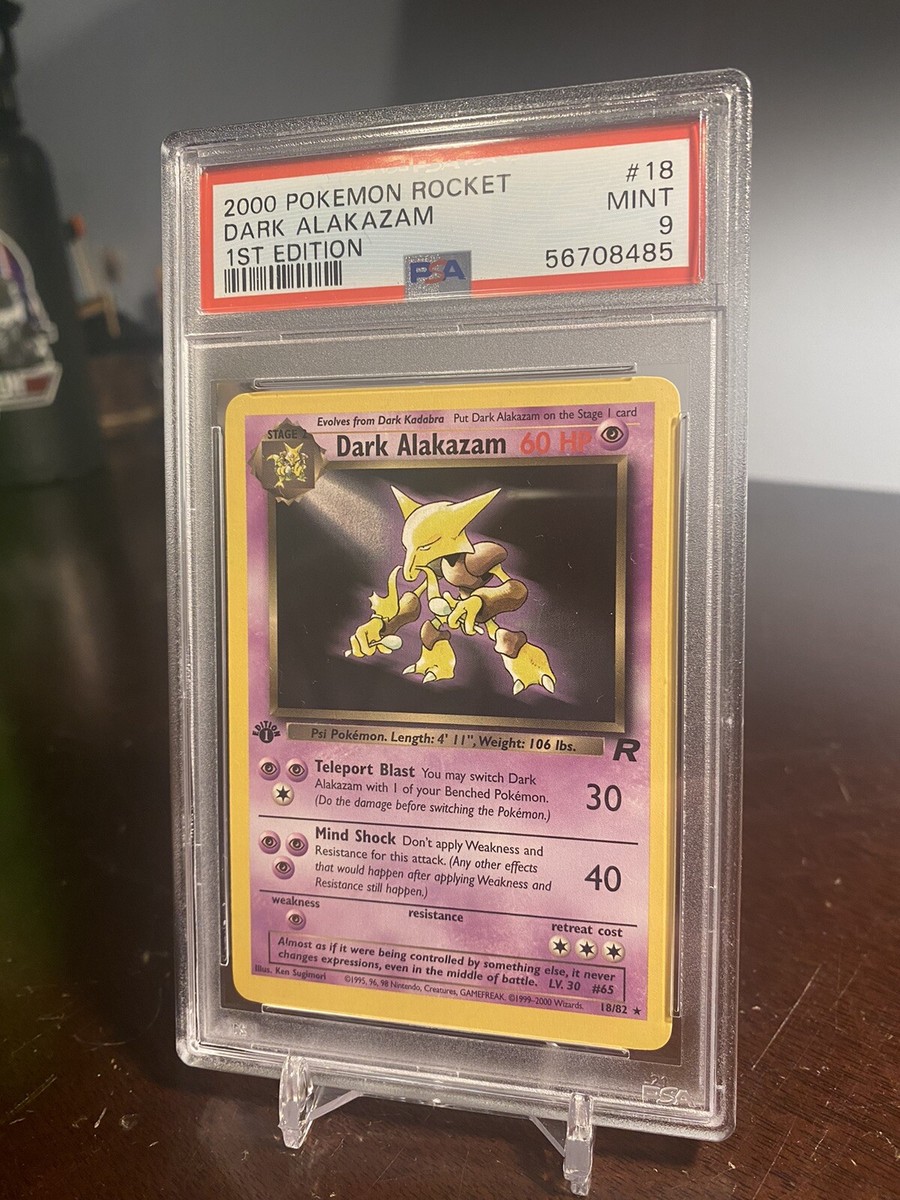 2000 POKEMON ROCKET
DARK ALAKAZAM
1ST EDITION
#18
MINT
9
56708485
PSA
Evolves from Dark Kadabra Put Dark Alakazam on the Stage 1 card
STAGE 2
Dark Alakazam 60 HP
EDITION
1
Psi Pokémon. Length: 4' 11", Weight: 106 lbs.
R
Teleport Blast You may switch Dark
Alakazam with 1 of your Benched Pokémon.
(Do the damage before switching the Pokémon.)
30
Mind Shock Don't apply Weakness and
Resistance for this attack. (Any other effects
that would happen after applying Weakness and
Resistance still happen.)
40
weakness
resistance
retreat cost
Almost as if it were being controlled by something else, it never
changes expressions, even in the middle of battle. LV. 30 #65
Illus. Ken Sugimori
©1995, 96, 98 Nintendo, Creatures, GAMEFREAK. ©1999-2000 Wizards.
18/82 ★
PSA